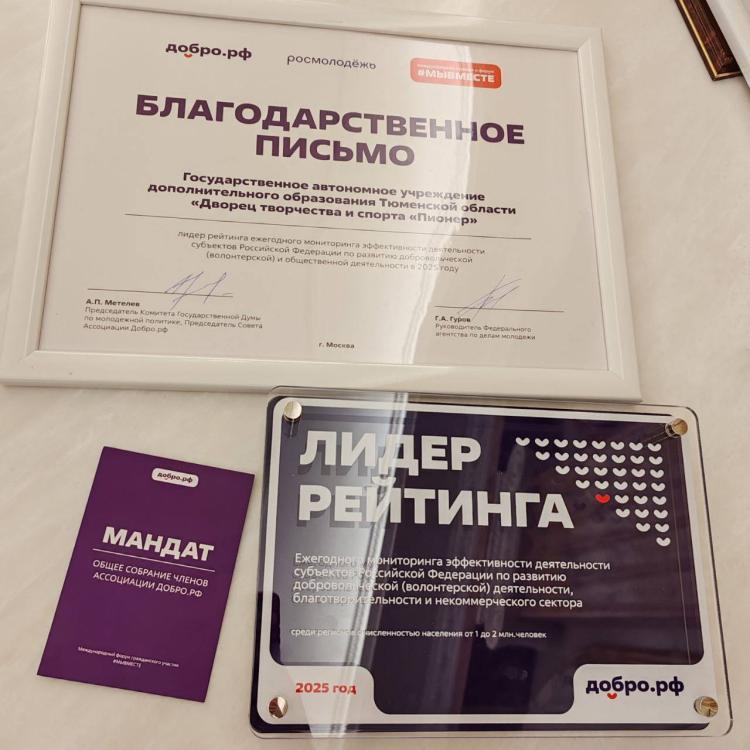 добро.рф
росмолодёжь
#МЫВМЕСТЕ
БЛАГОДАРСТВЕННОЕ
ПИСЬМО
Государственное автономное учреждение
дополнительного образования Тюменской области
«Дворец творчества и спорта «Пионер»
лидер рейтинга ежегодного мониторинга эффективности деятельности
субъектов Российской Федерации по развитию добровольческой
(волонтерской) и общественной деятельности в 2025 году
А.П. Метелев
Председатель Комитета Государственной Думы
по молодежной политике, Председатель Совета
Ассоциации Добро.рф
Г.А. Гуров
Руководитель Федерального
агентства по делам молодежи
г. Москва
добро.рф
МАНДАТ
ОБЩЕЕ СОБРАНИЕ ЧЛЕНОВ
АССОЦИАЦИИ ДОБРО.РФ
Международный форум гражданского участия
#МЫВМЕСТЕ
ЛИДЕР
РЕЙТИНГА
Ежегодного мониторинга эффективности деятельности
субъектов Российской Федерации по развитию
добровольческой (волонтерской) деятельности,
благотворительности и некоммерческого сектора
среди регионов с численностью населения от 1 до 2 млн.человек
2025 год
добро.рф